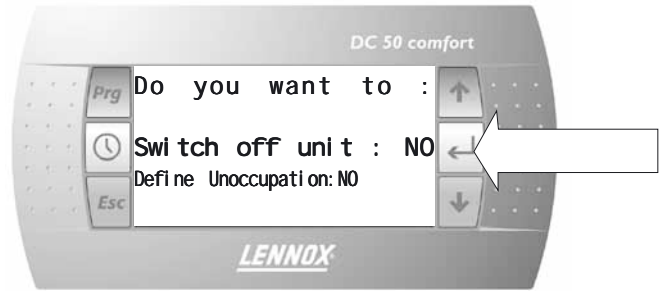 DC 50 comfort
Prg
Do you want to :
Switch off unit : NO
Define Unoccupation:NO
Esc
LENNOX